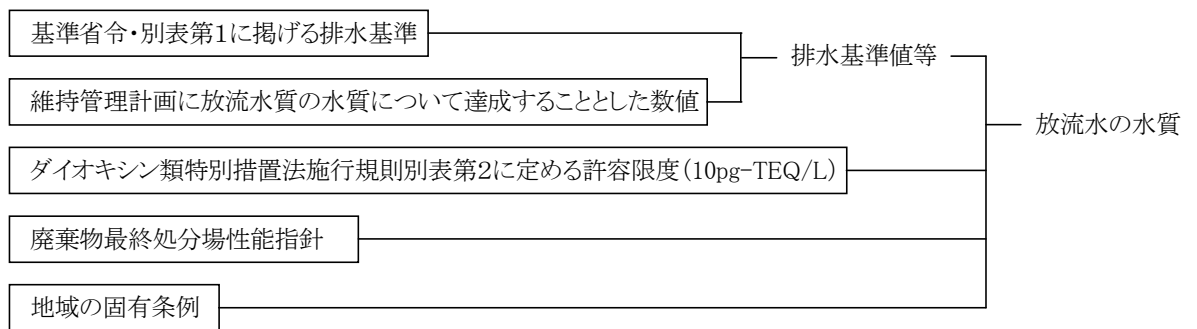 基準省令・別表第1に掲げる排水基準
排水基準値等
維持管理計画に放流水質の水質について達成することとした数値
放流水の水質
ダイオキシン類特別措置法施行規則別表第2に定める許容限度(10pg-TEQ/L)
廃棄物最終処分場性能指針
地域の固有条例